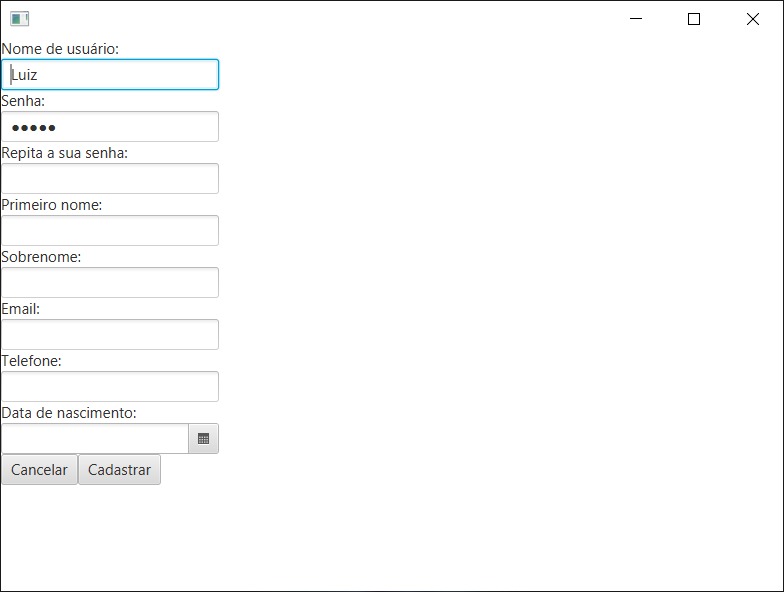 Nome de usuário:
Luiz
Senha:
●●●●●
Repita a sua senha:
Primeiro nome:
Sobrenome:
Email:
Telefone:
Data de nascimento:
Cancelar Cadastrar